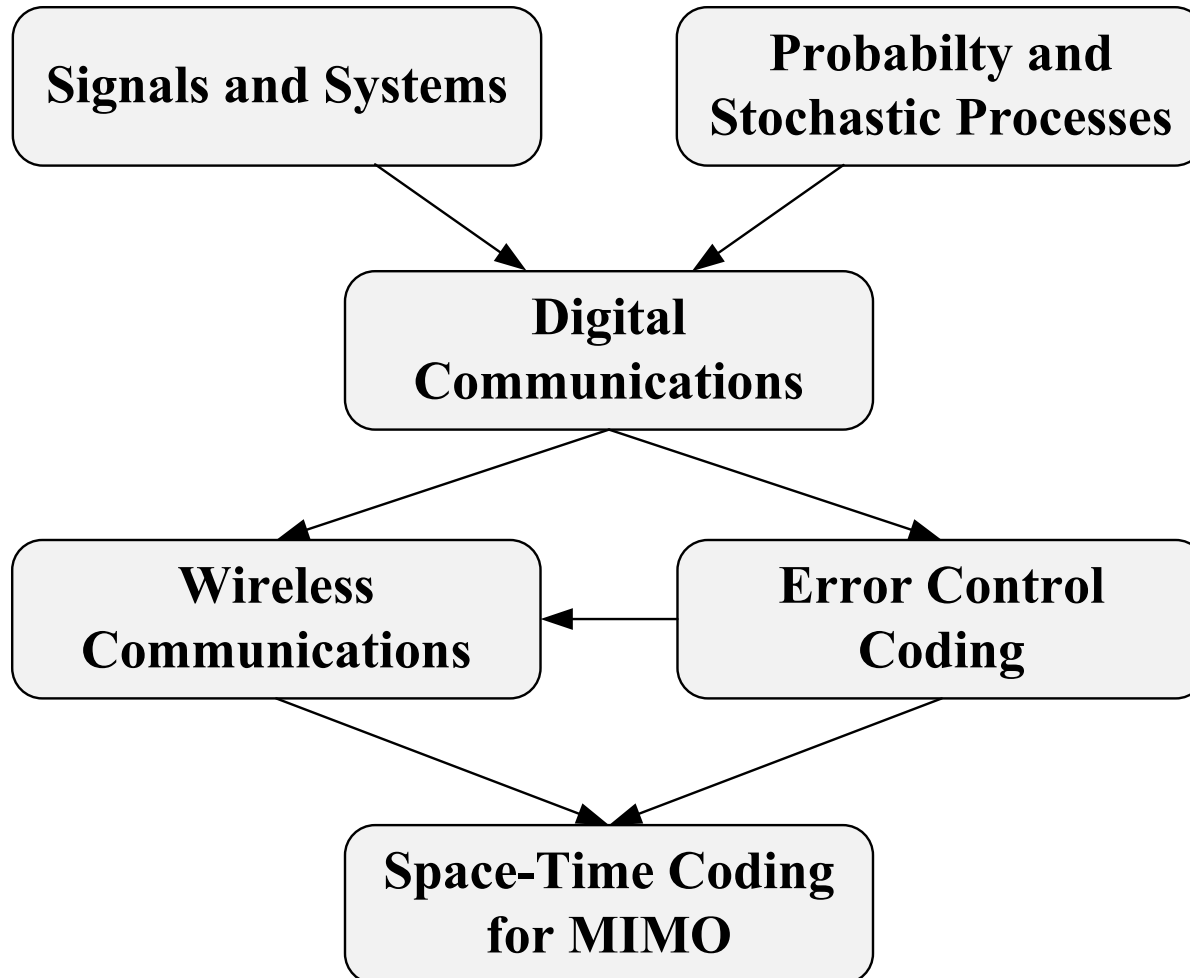 Signals and Systems
Probabilty and
Stochastic Processes
Digital
Communications
Wireless
Communications
Error Control
Coding
Space-Time Coding
for MIMO